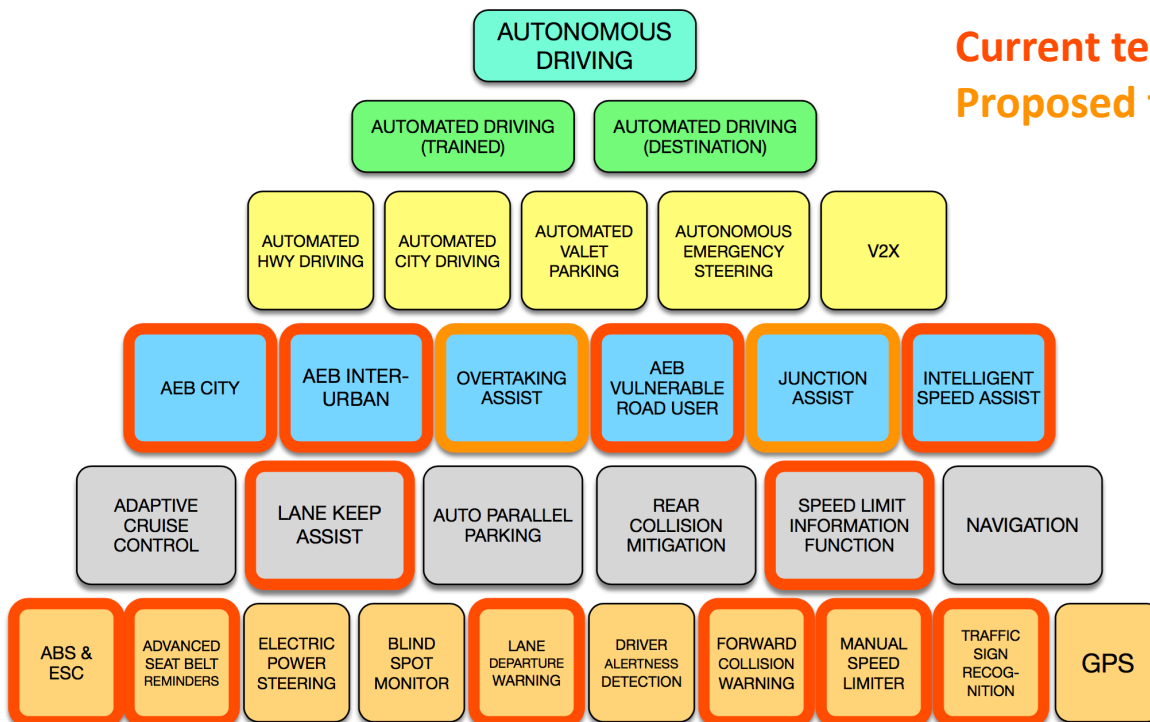 AUTONOMOUS
DRIVING
Current
Proposed
AUTOMATED DRIVING
(TRAINED)
AUTOMATED DRIVING
(DESTINATION)
AUTOMATED
HWY DRIVING
AUTOMATED
CITY DRIVING
AUTOMATED
VALET
PARKING
AUTONOMOUS
EMERGENCY
STEERING
V2X
AEB CITY
AEB INTER-
URBAN
OVERTAKING
ASSIST
AEB
VULNERABLE
ROAD USER
JUNCTION
ASSIST
INTELLIGENT
SPEED ASSIST
ADAPTIVE
CRUISE
CONTROL
LANE KEEP
ASSIST
AUTO PARALLEL
PARKING
REAR
COLLISION
MITIGATION
SPEED LIMIT
INFORMATION
FUNCTION
NAVIGATION
ABS &
ESC
ADVANCED
SEAT BELT
REMINDERS
ELECTRIC
POWER
STEERING
BLIND
SPOT
MONITOR
LANE
DEPARTURE
WARNING
DRIVER
ALERTNESS
DETECTION
FORWARD
COLLISION
WARNING
MANUAL
SPEED
LIMITER
TRAFFIC
SIGN
RECOG-
NITION
GPS